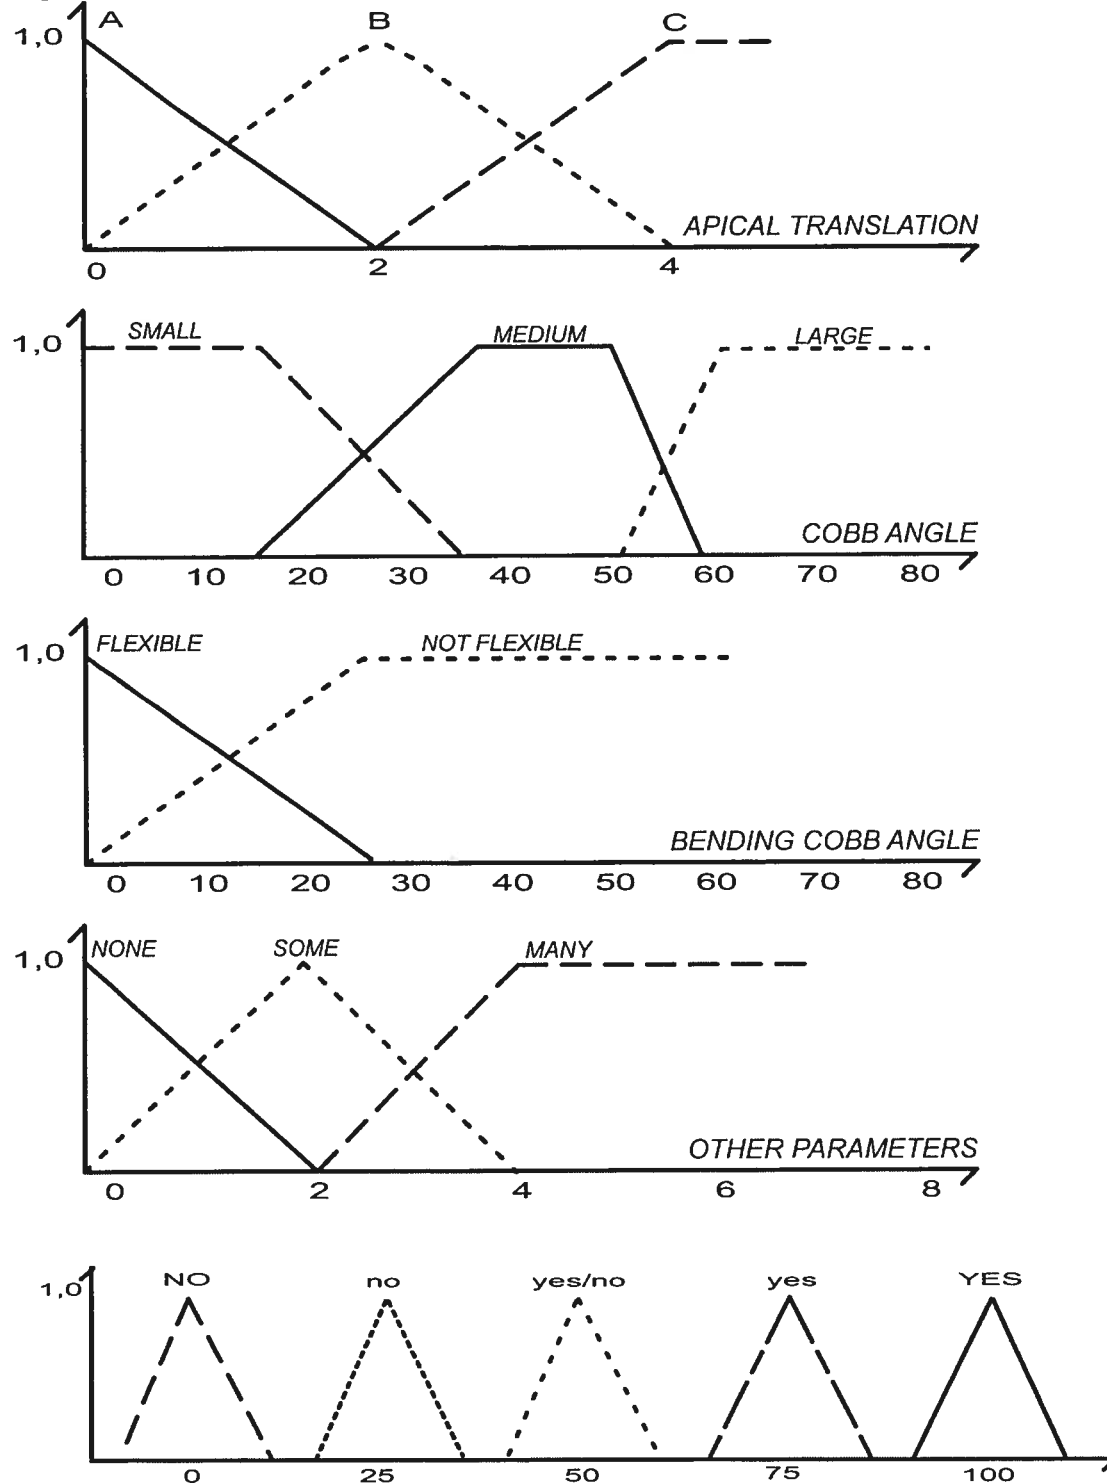 A B C
1,0
APICAL TRANSLATION
0 2 4
SMALL MEDIUM LARGE
1,0
COBB ANGLE
0 10 20 30 40 50 60 70 80
FLEXIBLE NOT FLEXIBLE
1,0
BENDING COBB ANGLE
0 10 20 30 40 50 60 70 80
NONE SOME MANY
1,0
OTHER PARAMETERS
0 2 4 6 8
NO no yes/no yes YES
1,0
0 25 50 75 100